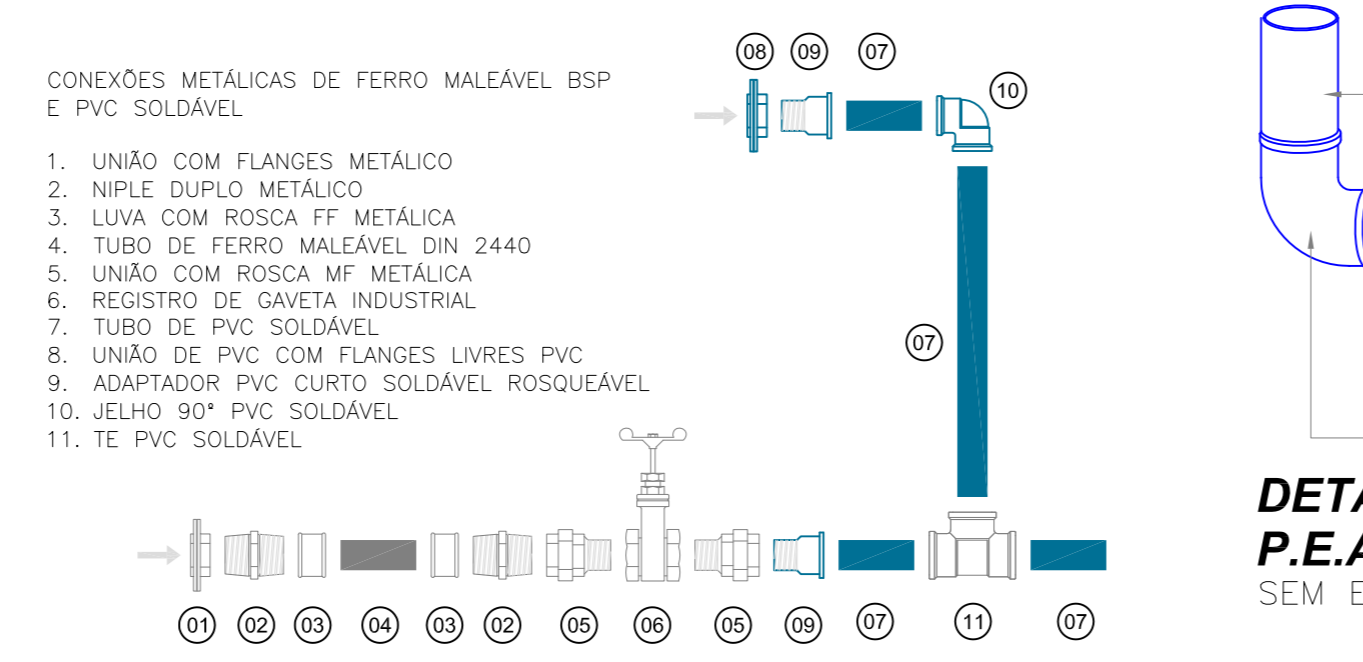 CONEXÕES METÁLICAS DE FERRO MALEÁVEL BSP
E PVC SOLDÁVEL
1. UNIÃO COM FLANGES METÁLICO
2. NIPLE DUPLO METÁLICO
3. LUVA COM ROSCA FF METÁLICA
4. TUBO DE FERRO MALEÁVEL DIN 2440
5. UNIÃO COM ROSCA MF METÁLICA
6. REGISTRO DE GAVETA INDUSTRIAL
7. TUBO DE PVC SOLDÁVEL
8. UNIÃO DE PVC COM FLANGES LIVRES PVC
9. ADAPTADOR PVC CURTO SOLDÁVEL ROSQUEÁVEL
10. JELHO 90° PVC SOLDÁVEL
11. TE PVC SOLDÁVEL
08 09 07
10
07
01 02 03 04 03 02 05 06 05 09 07 11 07
DETA
P.E.A
SEM E